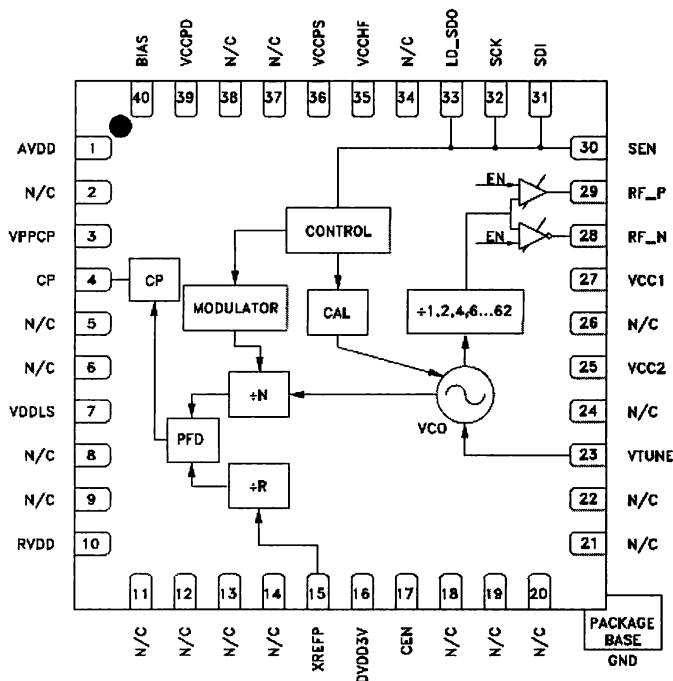 BIAS
VCCPD
N/C
N/C
VCCPS
VCCHF
N/C
LD_SDO
SCK
SDI
40
39
38
37
36
35
34
33
32
31
AVDD 1
N/C 2
VPPCP 3
CP 4
N/C 5
N/C 6
VDDLS 7
N/C 8
N/C 9
RVDD 10
30 SEN
29 RF_P
28 RF_N
27 VCC1
26 N/C
25 VCC2
24 N/C
23 VTUNE
22 N/C
21 N/C
EN
EN
CONTROL
CP
MODULATOR
CAL
÷1,2,4,6...62
÷N
VCO
PFD
÷R
11
12
13
14
15
16
17
18
19
20
N/C
N/C
N/C
N/C
XREFP
DVDD3V
CEN
N/C
N/C
N/C
PACKAGE
BASE
GND